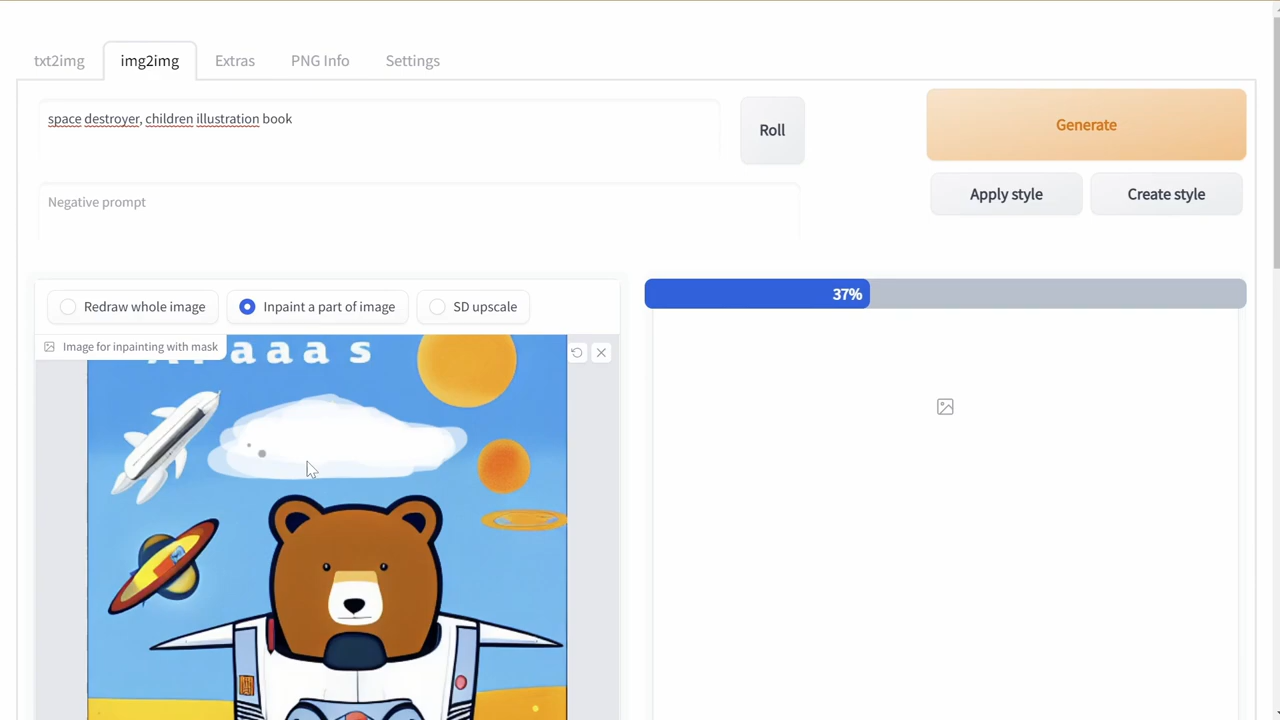 txt2img
img2img
Extras
PNG Info
Settings
space destroyer, children illustration book
Roll
Generate
Negative prompt
Apply style
Create style
Redraw whole image
Inpaint a part of image
SD upscale
37%
Image for inpainting with mask
a a a s